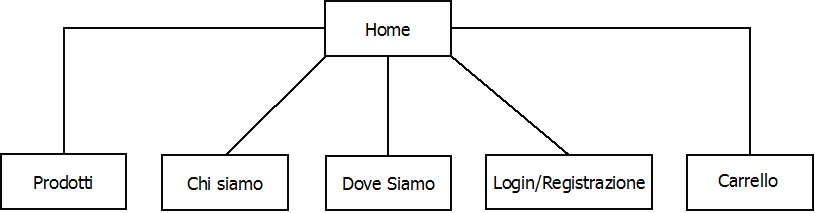 Home
Prodotti
Chi siamo
Dove Siamo
Login/Registrazione
Carrello